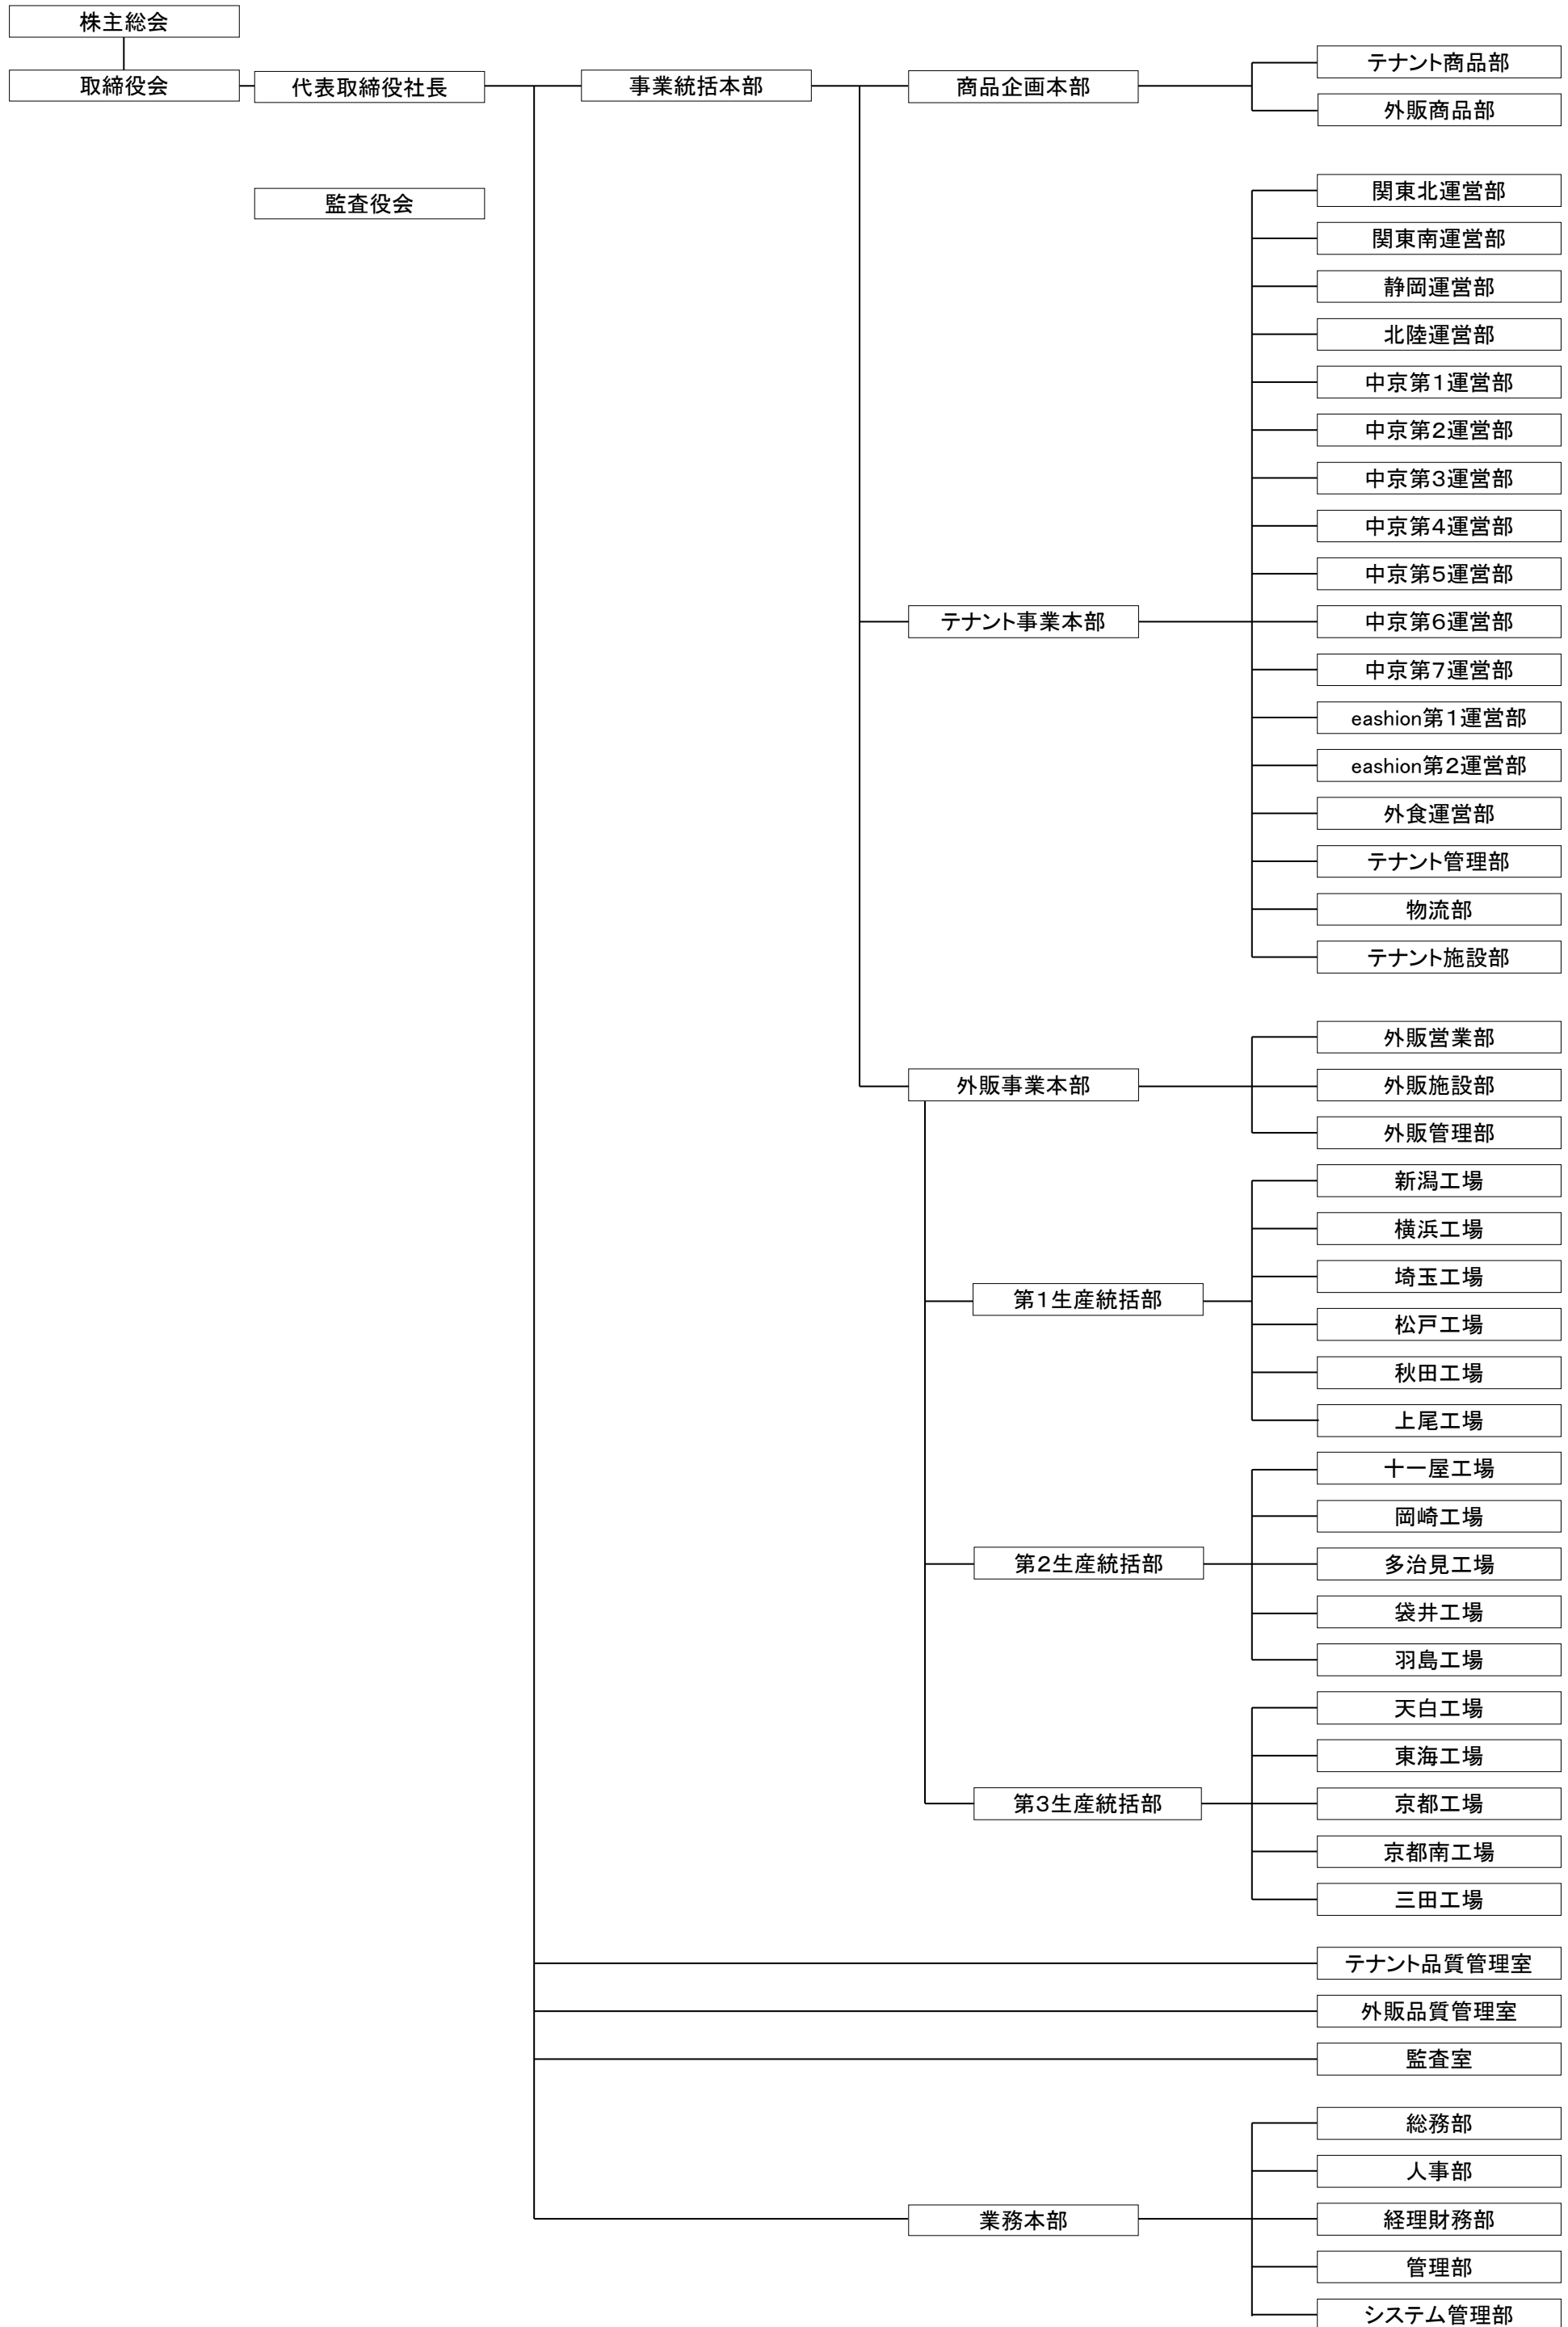 株主総会
取締役会
代表取締役社長
監査役会
事業統括本部
商品企画本部
テナント商品部
外販商品部
テナント事業本部
関東北運営部
関東南運営部
静岡運営部
北陸運営部
中京第1運営部
中京第2運営部
中京第3運営部
中京第4運営部
中京第5運営部
中京第6運営部
中京第7運営部
eashion第1運営部
eashion第2運営部
外食運営部
テナント管理部
物流部
テナント施設部
外販事業本部
外販営業部
外販施設部
外販管理部
第1生産統括部
新潟工場
横浜工場
埼玉工場
松戸工場
秋田工場
上尾工場
第2生産統括部
十一屋工場
岡崎工場
多治見工場
袋井工場
羽島工場
第3生産統括部
天白工場
東海工場
京都工場
京都南工場
三田工場
テナント品質管理室
外販品質管理室
監査室
業務本部
総務部
人事部
経理財務部
管理部
システム管理部